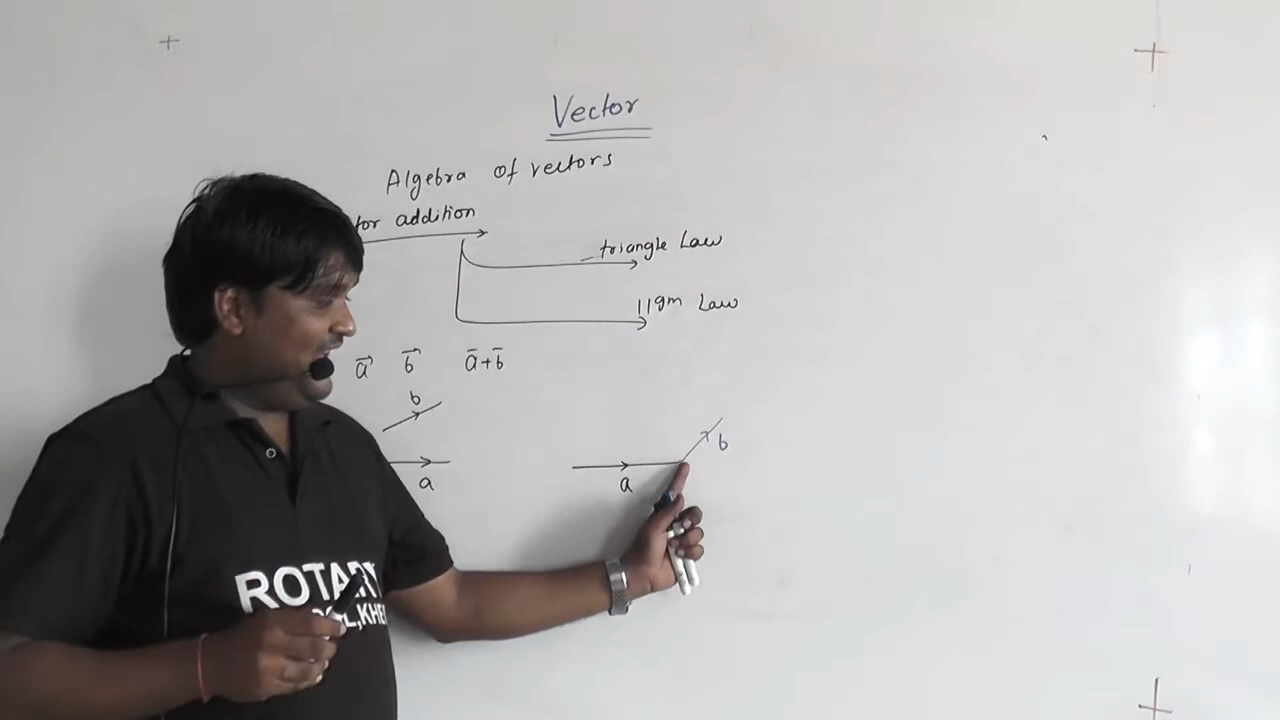 Vector
Algebra of vectors
tor addition
triangle Law
11gm Law
a⃗ b⃗ a̅+b̅
b
a
a
b
ROTARY